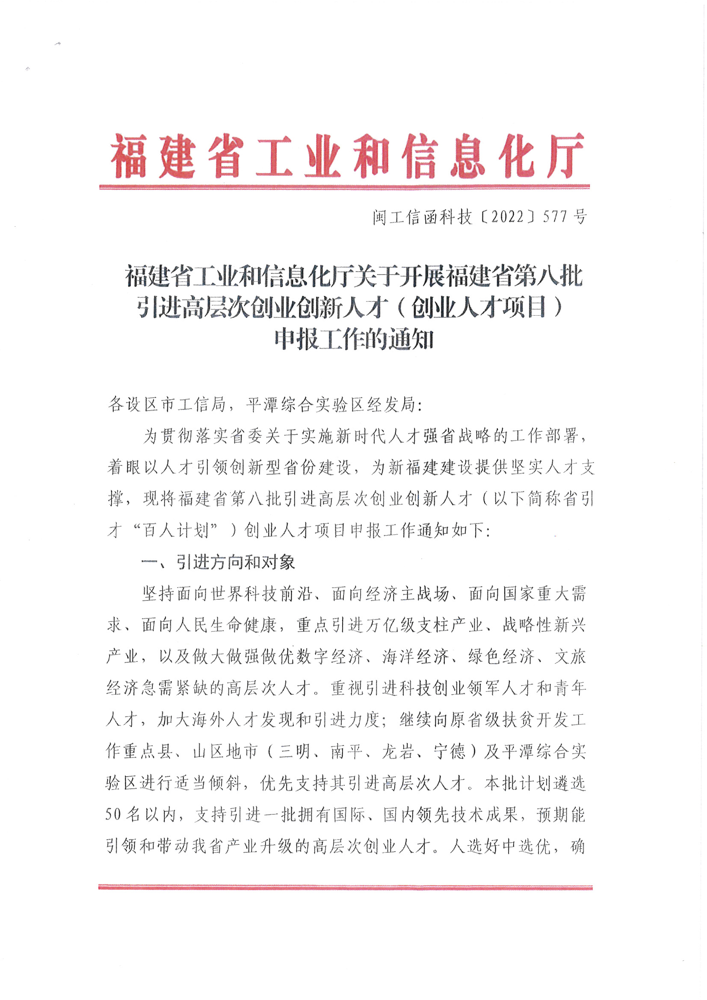 福建省工业和信息化厅
闽工信函科技〔2022〕577号
福建省工业和信息化厅关于开展福建省第八批
引进高层次创业创新人才（创业人才项目）
申报工作的通知
各设区市工信局，平潭综合实验区经发局：
为贯彻落实省委关于实施新时代人才强省战略的工作部署，
着眼以人才引领创新型省份建设，为新福建建设提供坚实人才支
撑，现将福建省第八批引进高层次创业创新人才（以下简称省引
才“百人计划”）创业人才项目申报工作通知如下：
一、引进方向和对象
坚持面向世界科技前沿、面向经济主战场、面向国家重大需
求、面向人民生命健康，重点引进万亿级支柱产业、战略性新兴
产业，以及做大做强做优数字经济、海洋经济、绿色经济、文旅
经济急需紧缺的高层次人才。重视引进科技创业领军人才和青年
人才，加大海外人才发现和引进力度；继续向原省级扶贫开发工
作重点县、山区地市（三明、南平、龙岩、宁德）及平潭综合实
验区进行适当倾斜，优先支持其引进高层次人才。本批计划遴选
50名以内，支持引进一批拥有国际、国内领先技术成果，预期能
引领和带动我省产业升级的高层次创业人才。人选好中选优，确